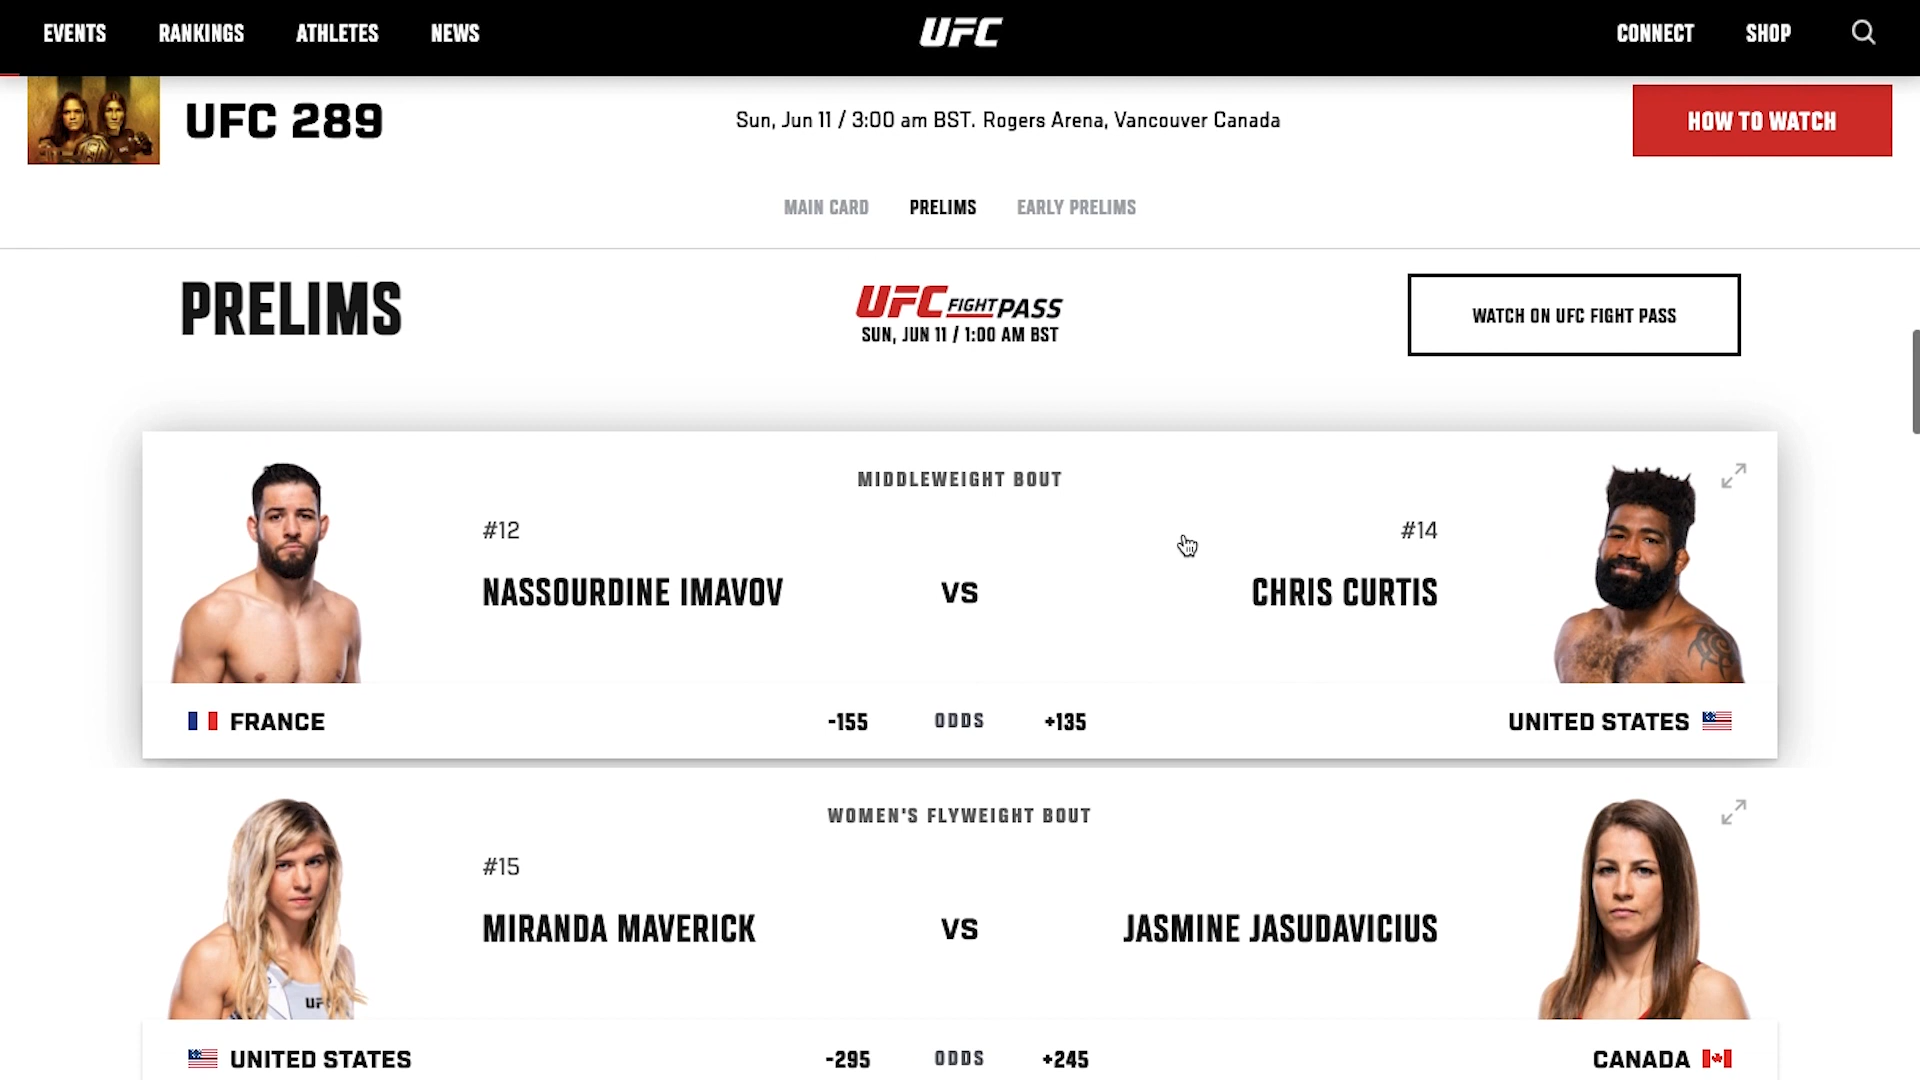 EVENTS RANKINGS ATHLETES NEWS UFC CONNECT SHOP
UFC 289 Sun, Jun 11 / 3:00 am BST. Rogers Arena, Vancouver Canada HOW TO WATCH
MAIN CARD PRELIMS EARLY PRELIMS
PRELIMS UFC FIGHT PASS WATCH ON UFC FIGHT PASS
SUN, JUN 11 / 1:00 AM BST
MIDDLEWEIGHT BOUT
#12 #14
NASSOURDINE IMAVOV VS CHRIS CURTIS
FRANCE -155 ODDS +135 UNITED STATES
WOMEN'S FLYWEIGHT BOUT
#15
MIRANDA MAVERICK VS JASMINE JASUDAVICIUS
UFC
UNITED STATES -295 ODDS +245 CANADA